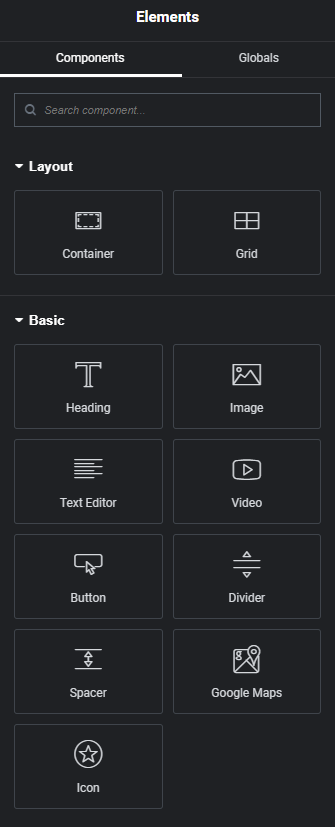 Elements
Components Globals
Search component...
Layout
Container Grid
Basic
Heading Image
Text Editor Video
Button Divider
Spacer Google Maps
Icon